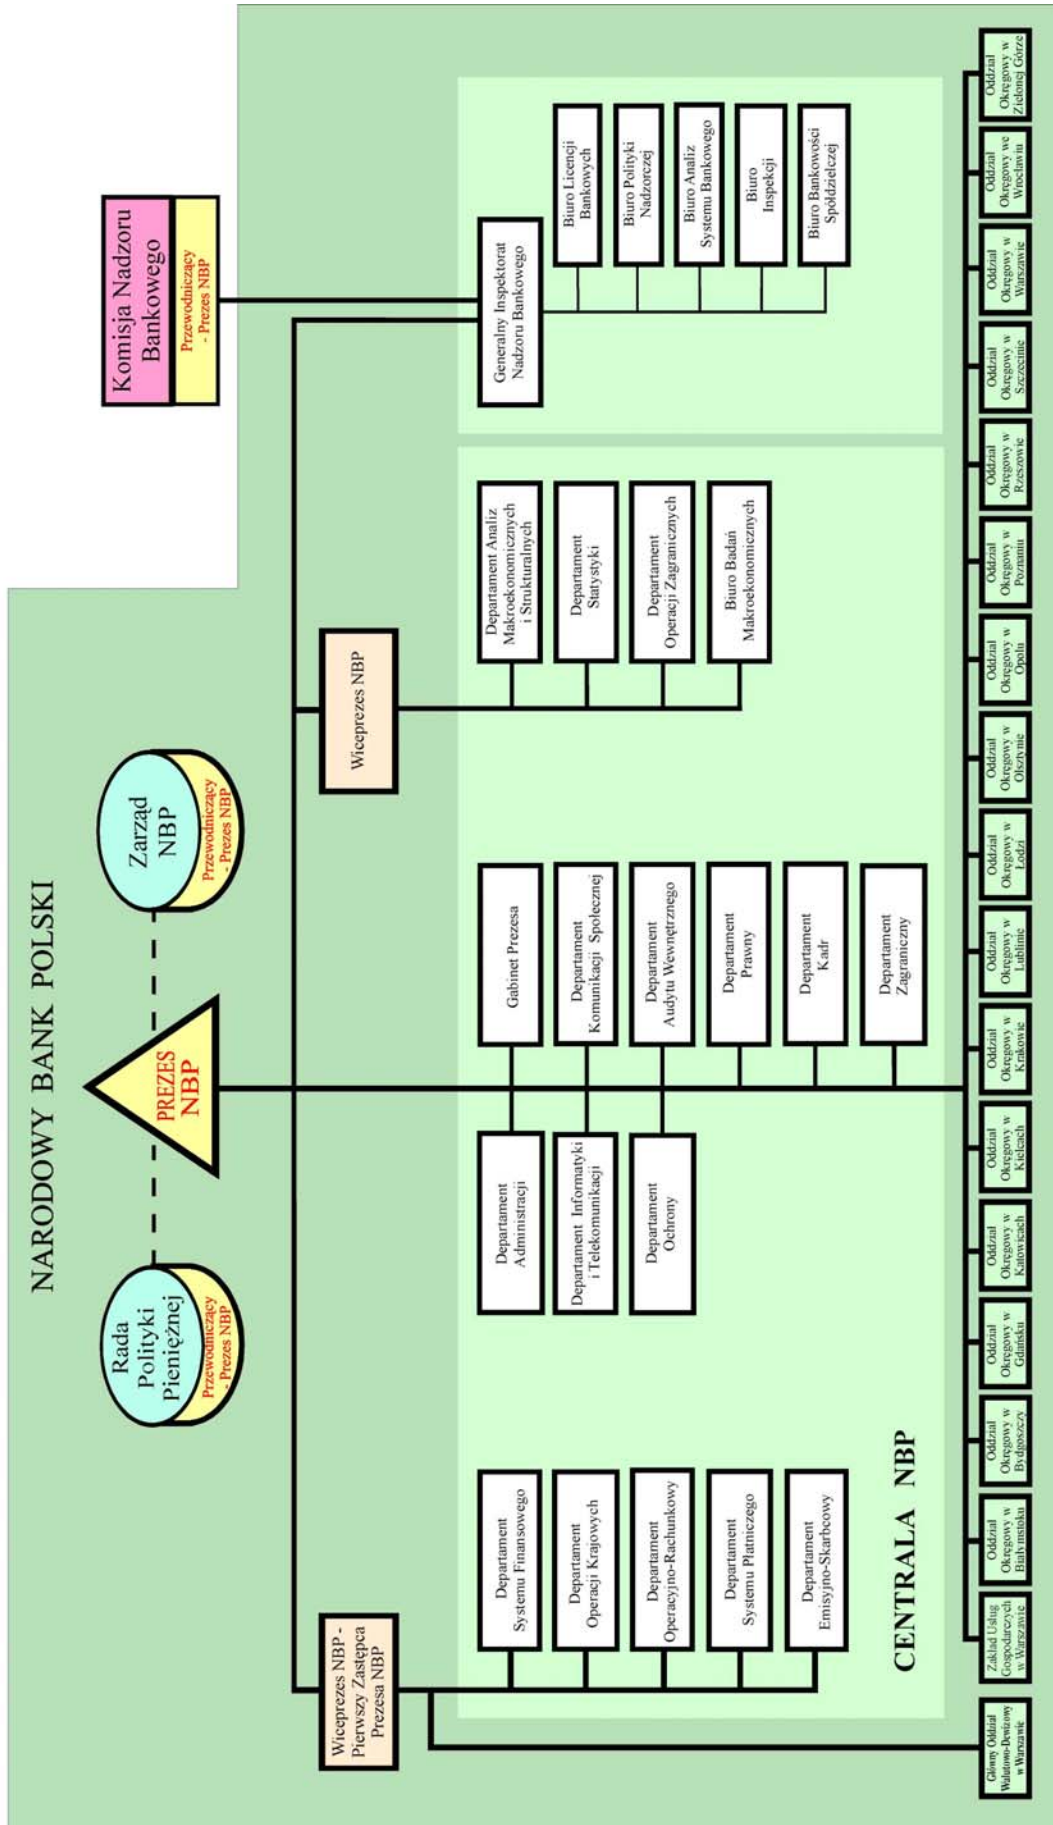 NARODOWY BANK POLSKI
Rada
Polityki
Pieniężnej
Przewodniczący
- Prezes NBP
PREZES
NBP
Zarząd
NBP
Przewodniczący
- Prezes NBP
Komisja Nadzoru
Bankowego
Przewodniczący
- Prezes NBP
Wiceprezes NBP -
Pierwszy Zastępca
Prezesa NBP
Wiceprezes NBP
Departament
Systemu Finansowego
Departament
Operacji Krajowych
Departament
Operacyjno-Rachunkowy
Departament
Systemu Płatniczego
Departament
Emisyjno-Skarbcowy
Departament
Administracji
Departament Informatyki
i Telekomunikacji
Departament
Ochrony
Gabinet Prezesa
Departament
Komunikacji Społecznej
Departament
Audytu Wewnętrznego
Departament
Prawny
Departament
Kadr
Departament
Zagraniczny
Departament Analiz
Makroekonomicznych
i Strukturalnych
Departament
Statystyki
Departament
Operacji Zagranicznych
Biuro Badań
Makroekonomicznych
Generalny Inspektorat
Nadzoru Bankowego
Biuro Licencji
Bankowych
Biuro Polityki
Nadzorczej
Biuro Analiz
Systemu Bankowego
Biuro
Inspekcji
Biuro Bankowości
Spółdzielczej
CENTRALA NBP
Główny Oddział
Walutowo-Dewizowy
w Warszawie
Zakład Usług
Gospodarczych
w Warszawie
Oddział
Okręgowy w
Białymstoku
Oddział
Okręgowy w
Bydgoszczy
Oddział
Okręgowy w
Gdańsku
Oddział
Okręgowy w
Katowicach
Oddział
Okręgowy w
Kielcach
Oddział
Okręgowy w
Krakowie
Oddział
Okręgowy w
Lublinie
Oddział
Okręgowy w
Łodzi
Oddział
Okręgowy w
Olsztynie
Oddział
Okręgowy w
Opolu
Oddział
Okręgowy w
Poznaniu
Oddział
Okręgowy w
Rzeszowie
Oddział
Okręgowy w
Szczecinie
Oddział
Okręgowy w
Warszawie
Oddział
Okręgowy we
Wrocławiu
Oddział
Okręgowy w
Zielonej Górze